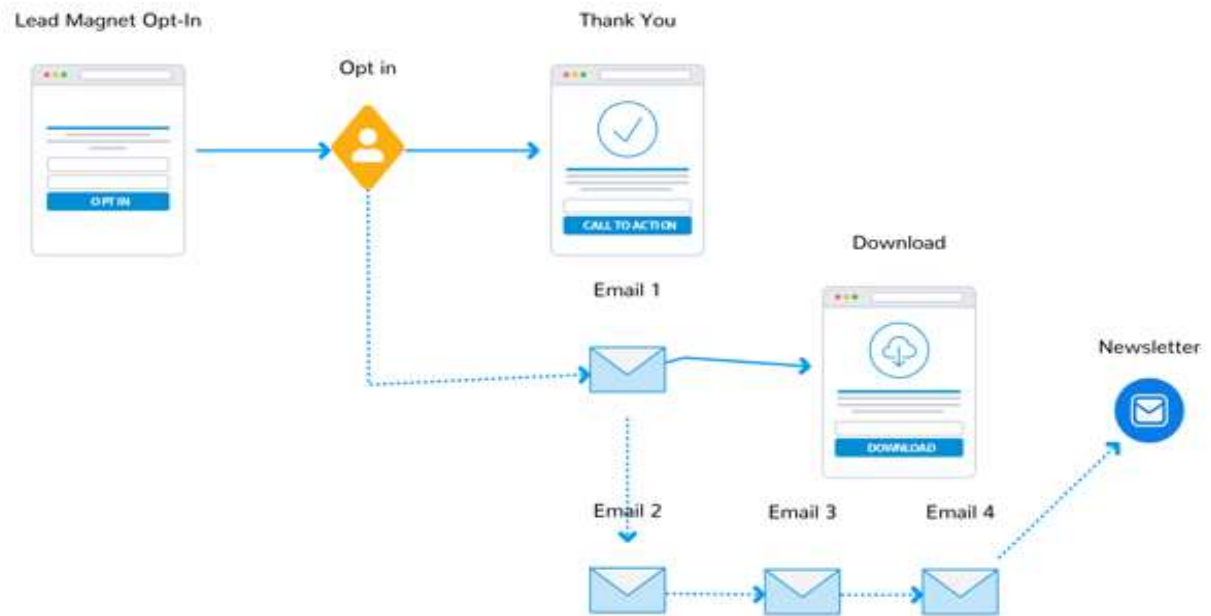 Lead Magnet Opt-In
Thank You
Opt in
OPT IN
CALL TO ACTION
Download
Email 1
Newsletter
DOWNLOAD
Email 2
Email 3
Email 4